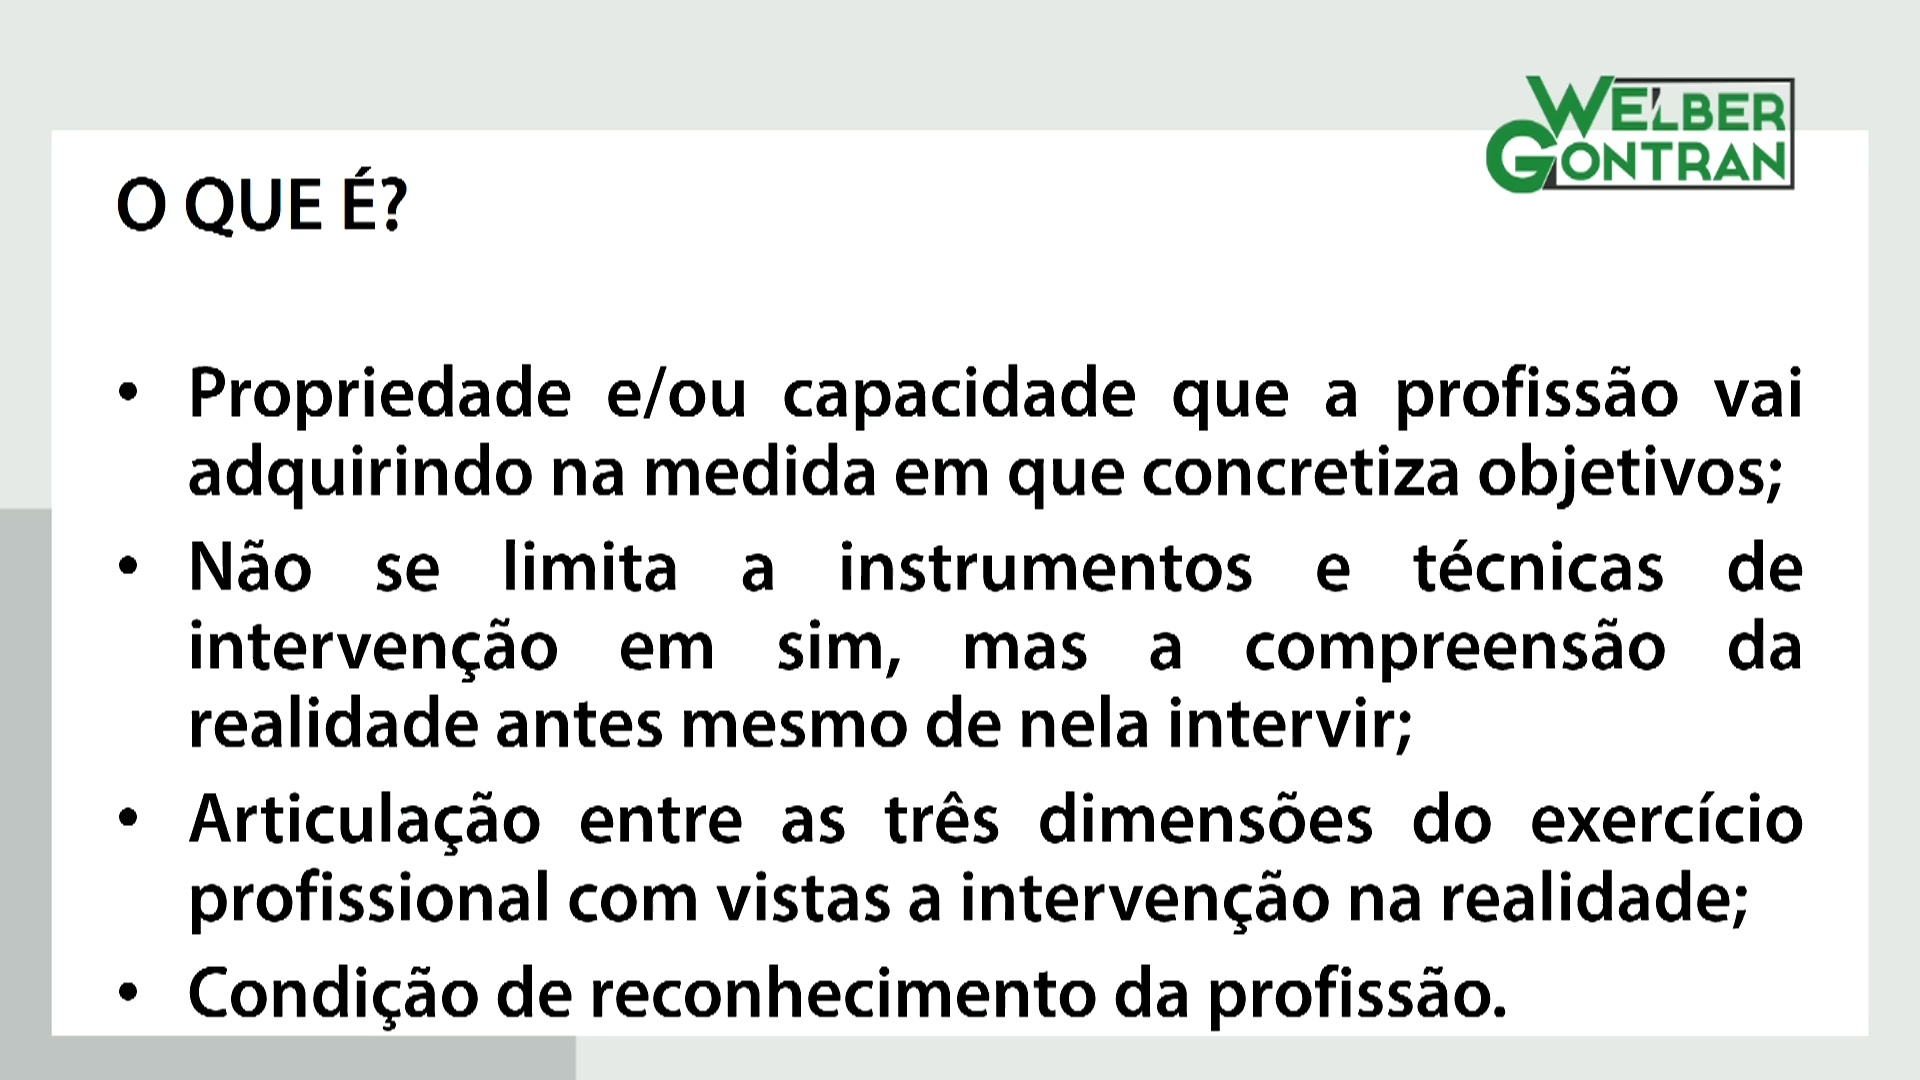 WELBER
GONTRAN
O QUE É?
• Propriedade e/ou capacidade que a profissão vai
adquirindo na medida em que concretiza objetivos;
• Não se limita a instrumentos e técnicas de
intervenção em sim, mas a compreensão da
realidade antes mesmo de nela intervir;
• Articulação entre as três dimensões do exercício
profissional com vistas a intervenção na realidade;
• Condição de reconhecimento da profissão.